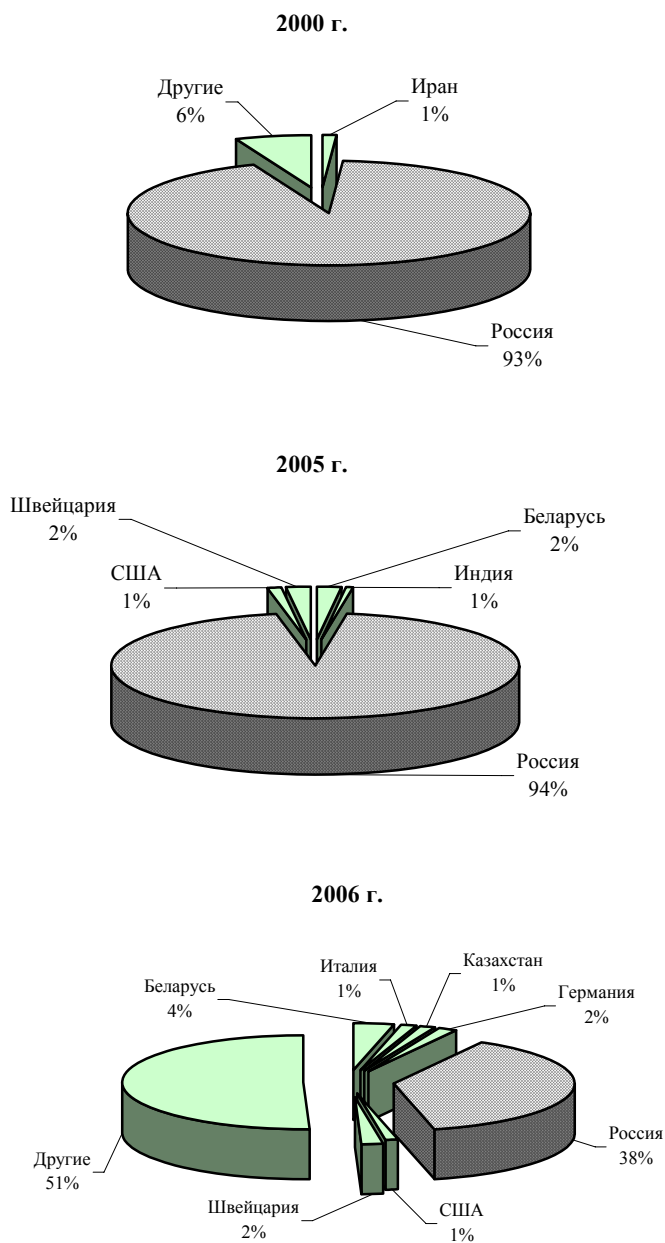 2000 г.
Другие
6%
Иран
1%
Россия
93%
2005 г.
Швейцария
2%
Беларусь
2%
США
1%
Индия
1%
Россия
94%
2006 г.
Беларусь
4%
Италия
1%
Казахстан
1%
Германия
2%
Россия
38%
США
1%
Швейцария
2%
Другие
51%